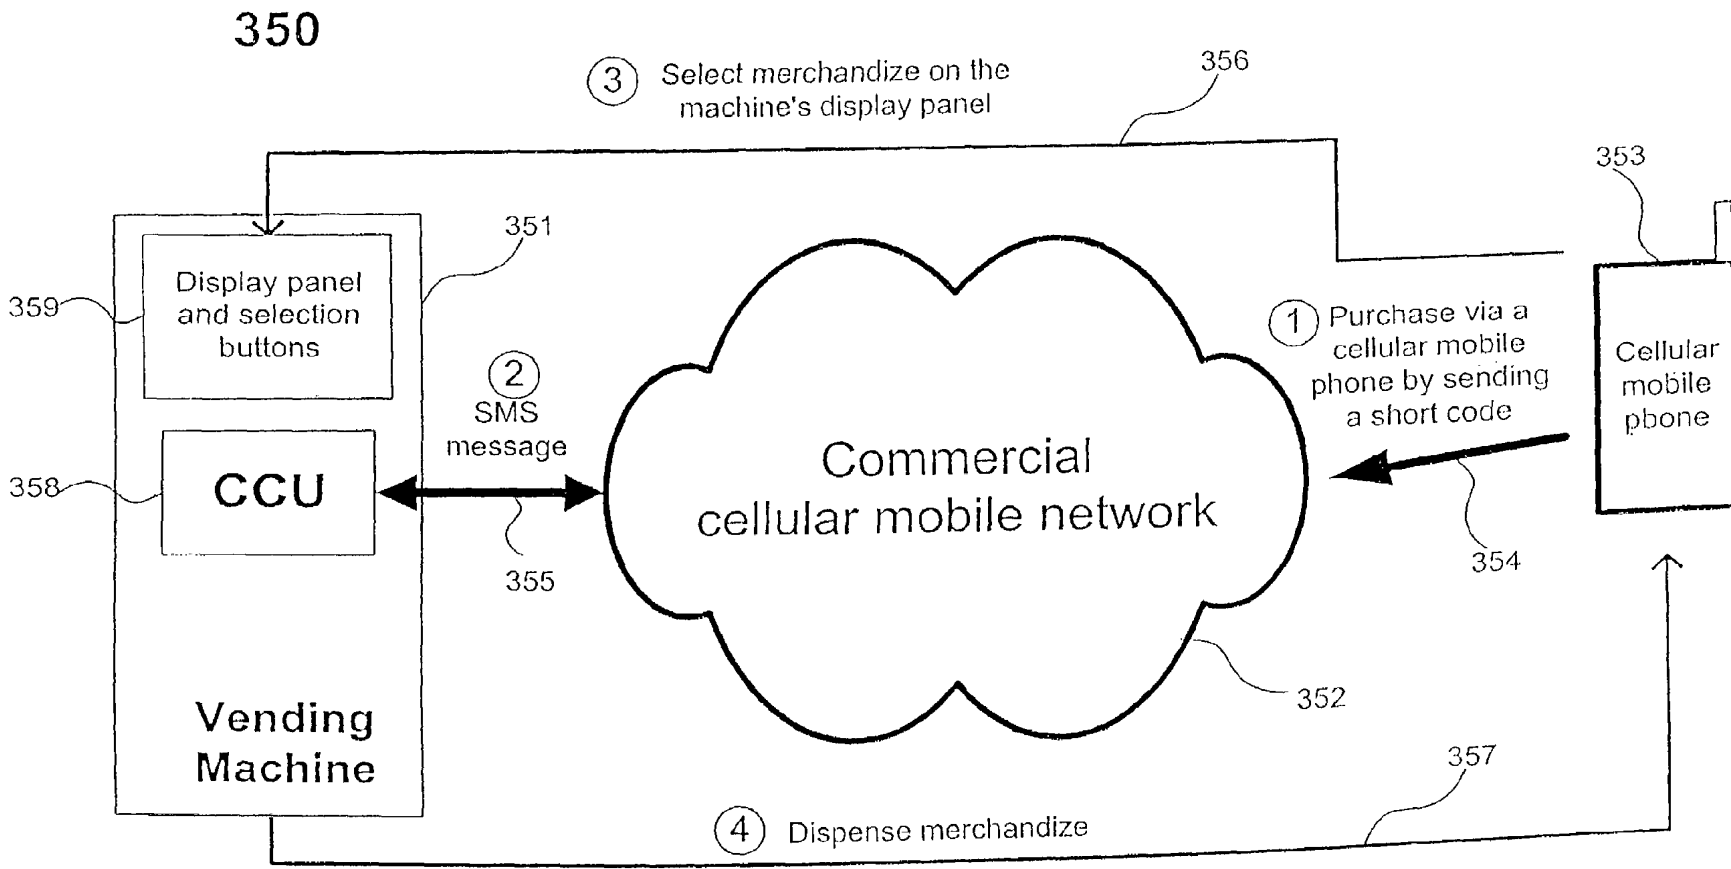 350
3 Select merchandize on the
machine's display panel
356
353
351
359
Display panel
and selection
buttons
1 Purchase via a
cellular mobile
phone by sending
a short code
Cellular
mobile
pbone
2
SMS
message
358
CCU
Commercial
cellular mobile network
355
354
352
Vending
Machine
357
4 Dispense merchandize